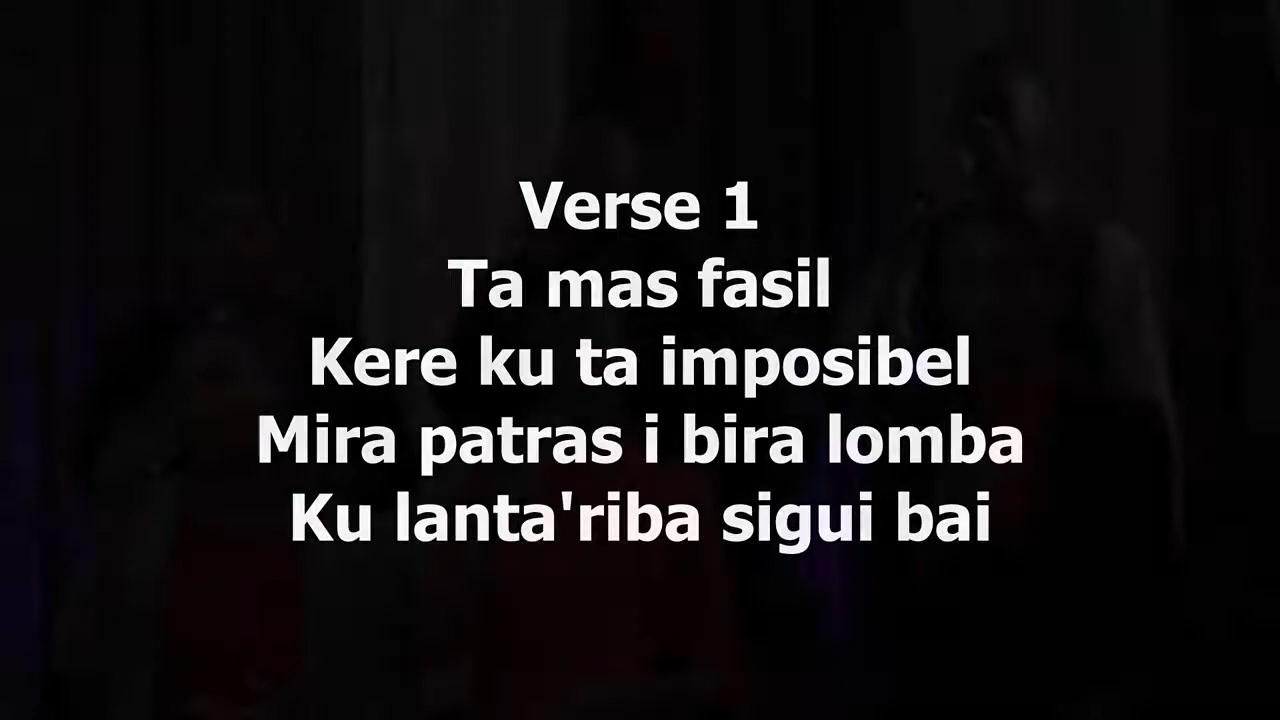 Verse 1
Ta mas fasil
Kere ku ta imposibel
Mira patras i bira lomba
Ku lanta'riba sigui bai